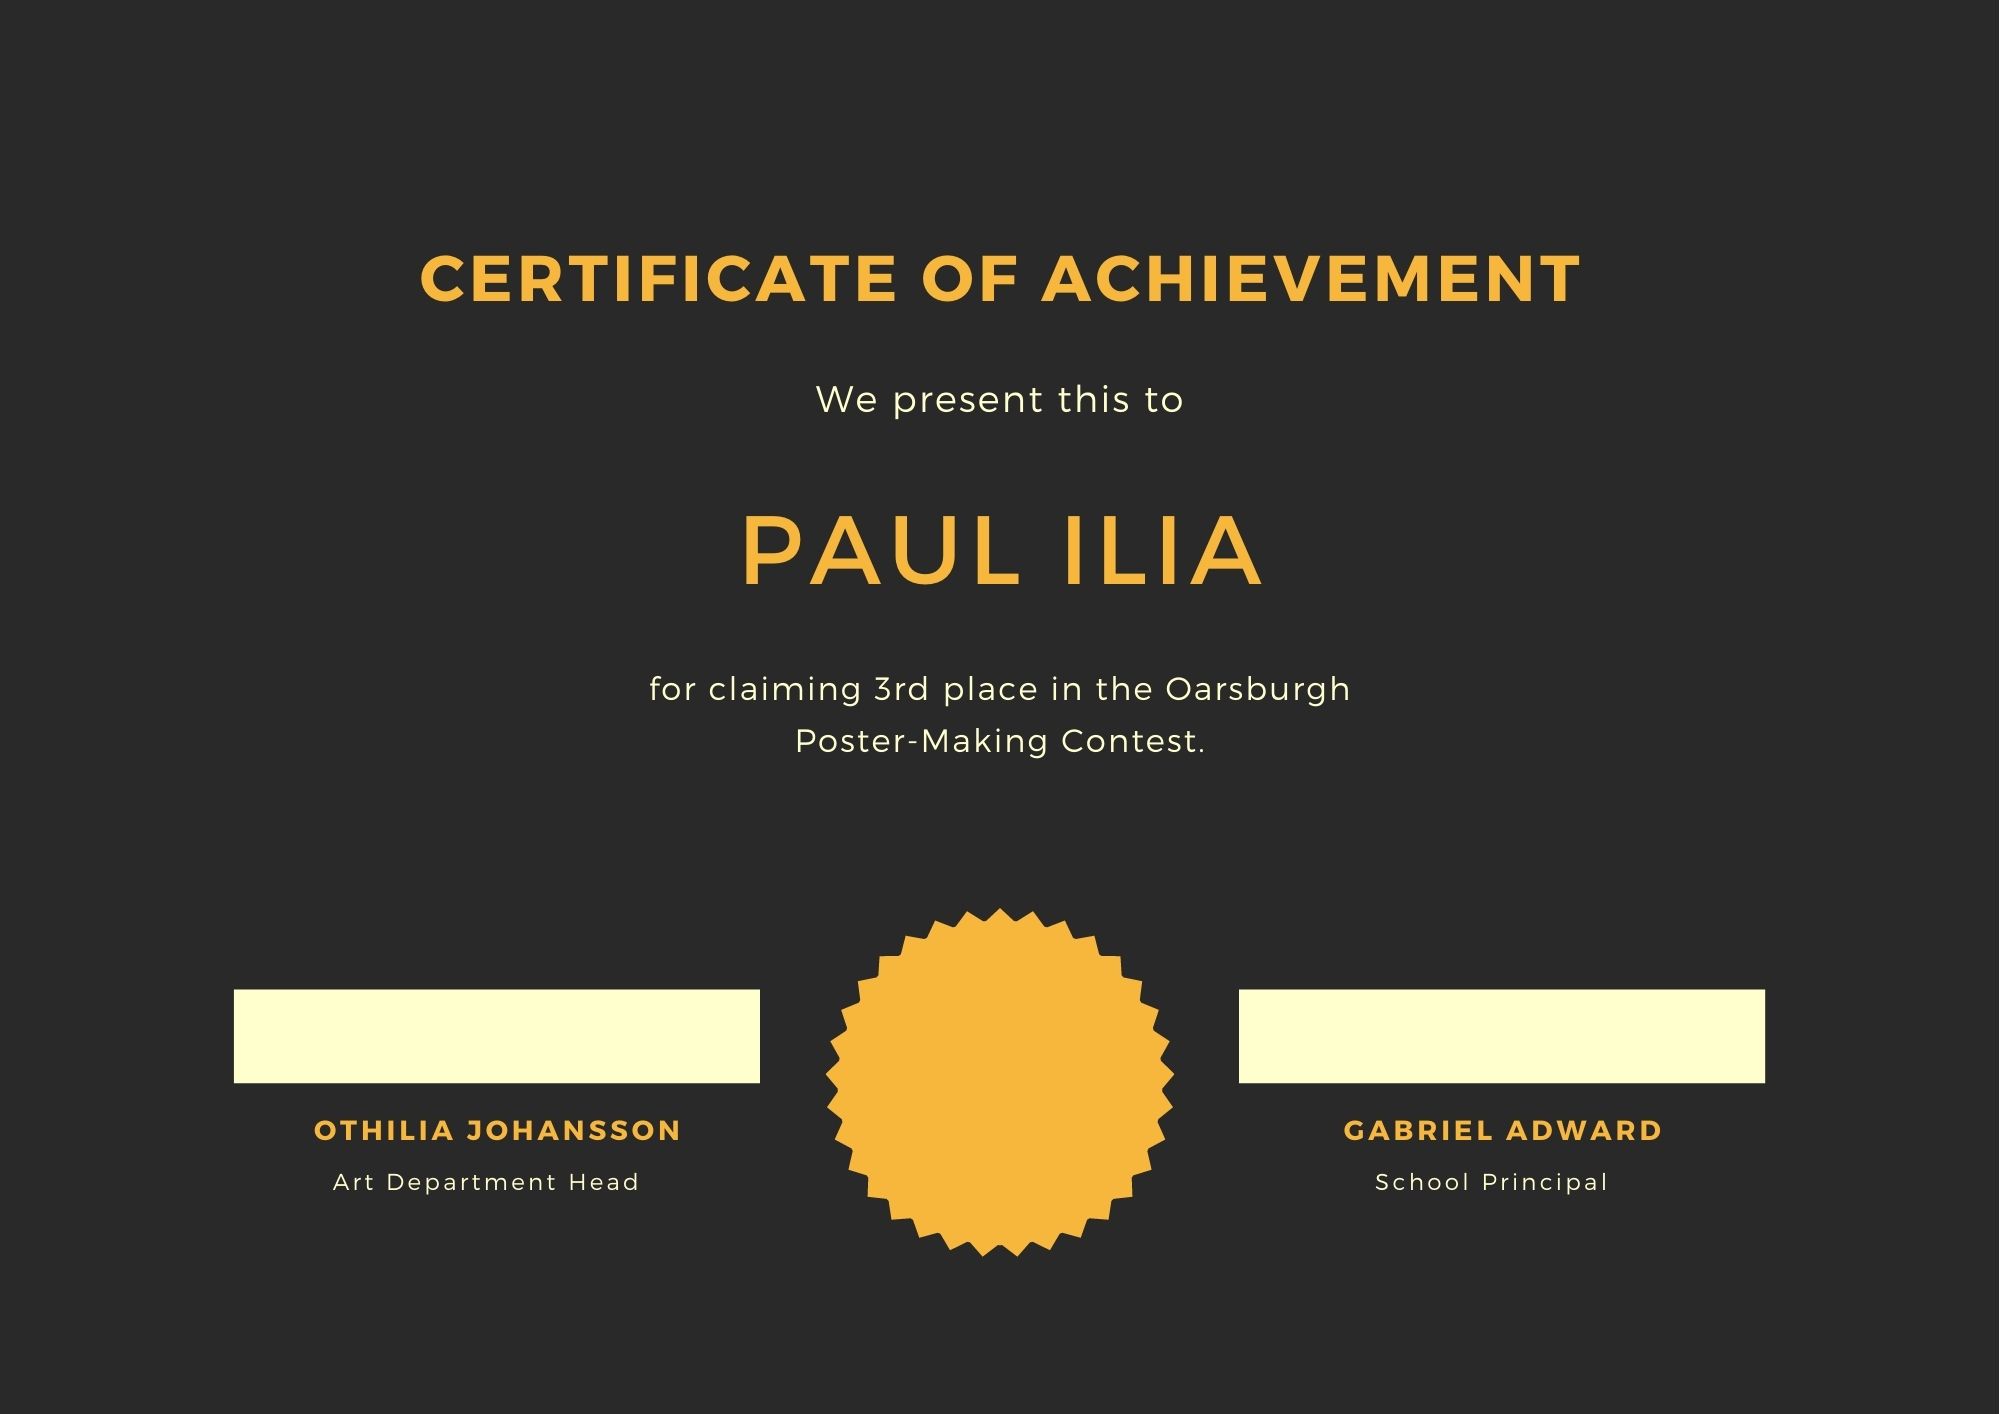 CERTIFICATE OF ACHIEVEMENT
We present this to
PAUL ILIA
for claiming 3rd place in the Oarsburgh
Poster-Making Contest.
OTHILIA JOHANSSON
Art Department Head
GABRIEL ADWARD
School Principal